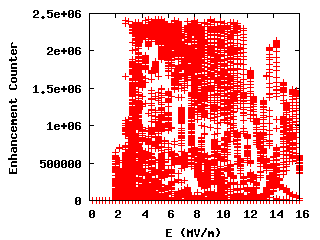 2.5e+06
2e+06
1.5e+06
1e+06
500000
0
Enhancement Counter
0 2 4 6 8 10 12 14 16
E (MV/m)